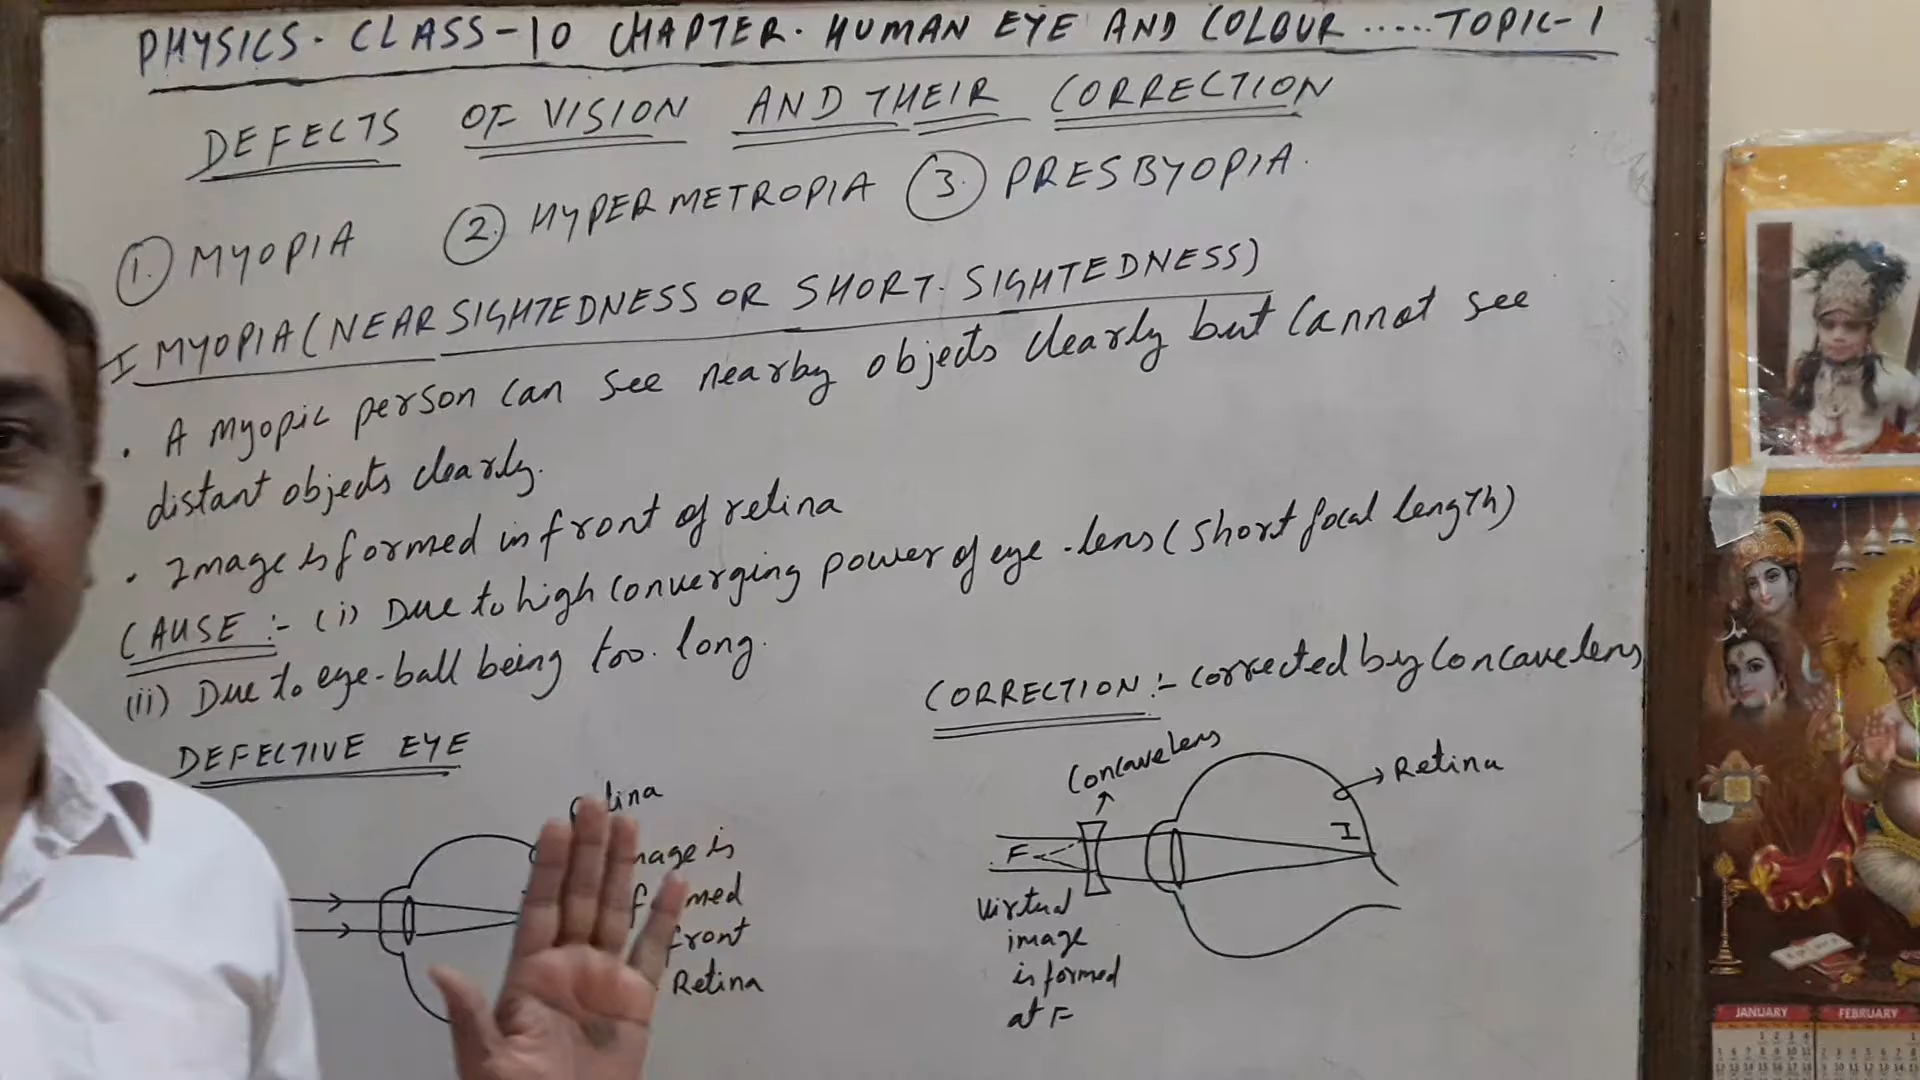 PHYSICS. CLASS-10 CHAPTER. HUMAN EYE AND COLOUR.....TOPIC-1
DEFECTS OF VISION AND THEIR CORRECTION
1. MYOPIA 2. HYPERMETROPIA 3. PRESBYOPIA.
I MYOPIA (NEARSIGHTEDNESS OR SHORT-SIGHTEDNESS)
• A Myopic person can see nearby objects clearly but cannot see
distant objects clearly.
• Image is formed in front of retina
CAUSE :- (i) Due to high converging power of eye-lens (short focal length)
(ii) Due to eye-ball being too long.
DEFECTIVE EYE
CORRECTION :- corrected by Concave lens
Concave lens
Retina
I
F
Virtual
image
is formed
at F
front
Retina
JANUARY
FEBRUARY